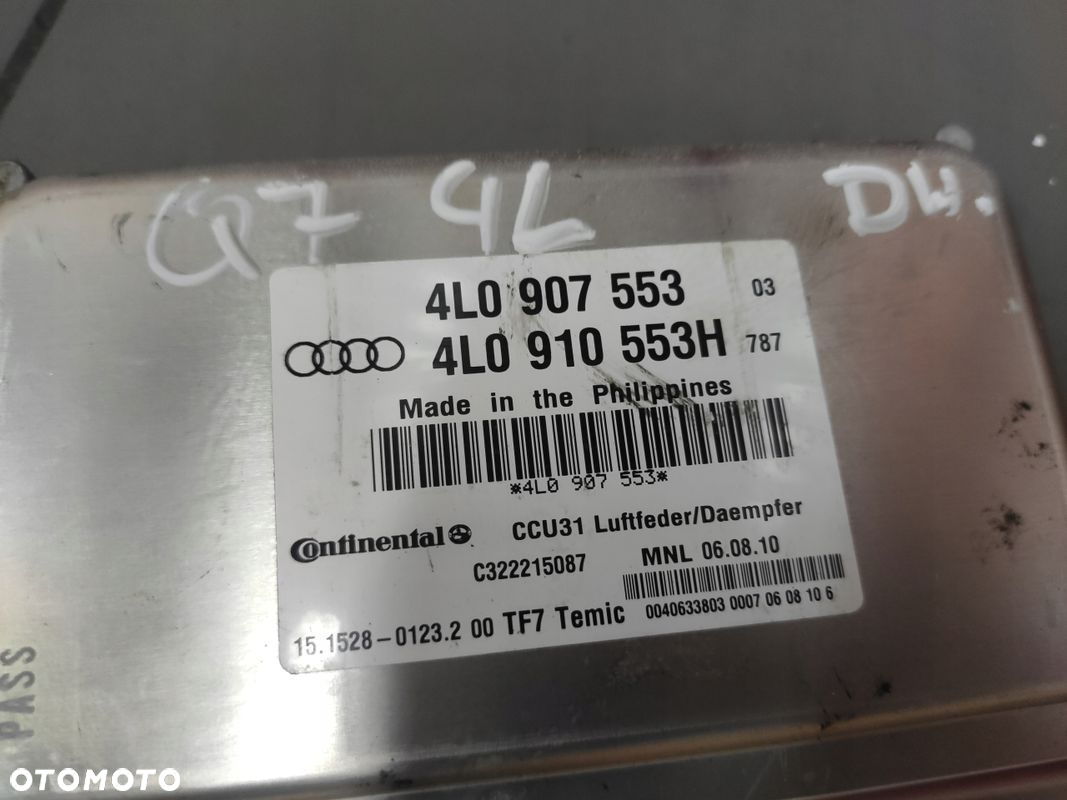 Q7 4L DW.
4L0 907 553 03
4L0 910 553H 787
Made in the Philippines
*4L0 907 553*
Continental CCU31 Luftfeder/Daempfer
C322215087 MNL 06.08.10
15.1528-0123.2 00 TF7 Temic 0040633803 0007 06 08 10 6
PASS
OTOMOTO